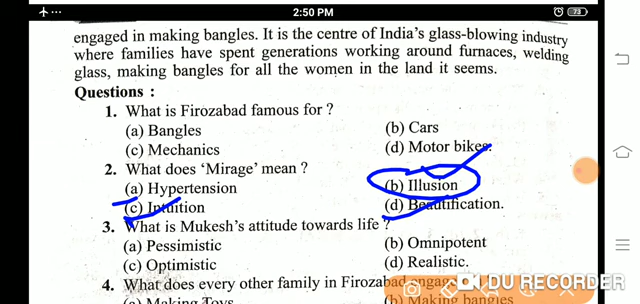 2:50 PM
73
engaged in making bangles. It is the centre of India's glass-blowing industry
where families have spent generations working around furnaces, welding
glass, making bangles for all the women in the land it seems.
Questions :
1. What is Firozabad famous for ?
(a) Bangles (b) Cars
(c) Mechanics (d) Motor bikes.
2. What does 'Mirage' mean ?
(a) Hypertension (b) Illusion
(c) Intuition (d) Beautification.
3. What is Mukesh's attitude towards life ?
(a) Pessimistic (b) Omnipotent
(c) Optimistic (d) Realistic.
4. What does every other family in Firozabad engage
(a) Making Toys (b) Making bangles
DU RECORDER